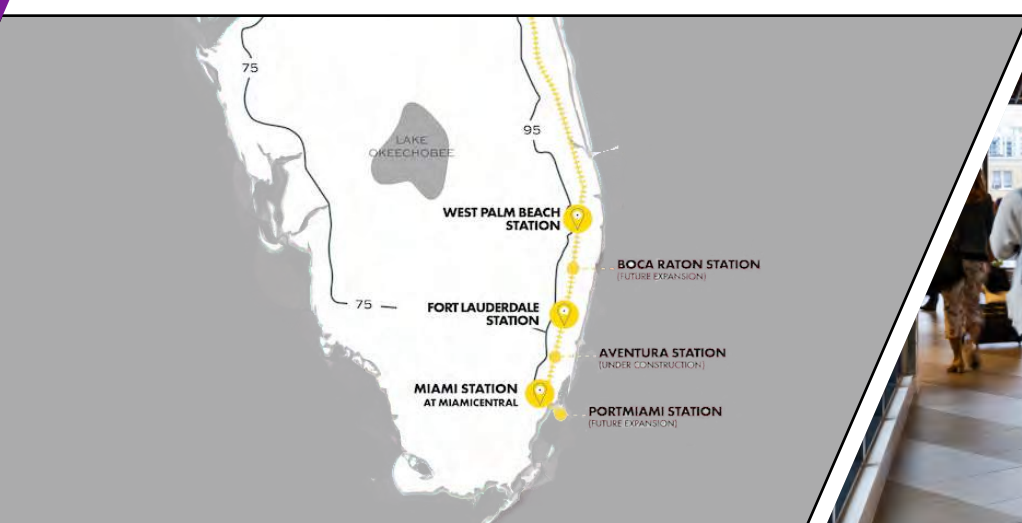 75
95
LAKE
OKEECHOBEE
WEST PALM BEACH
STATION
BOCA RATON STATION
(FUTURE EXPANSION)
75
FORT LAUDERDALE
STATION
AVENTURA STATION
(UNDER CONSTRUCTION)
MIAMI STATION
AT MIAMICENTRAL
PORTMIAMI STATION
(FUTURE EXPANSION)